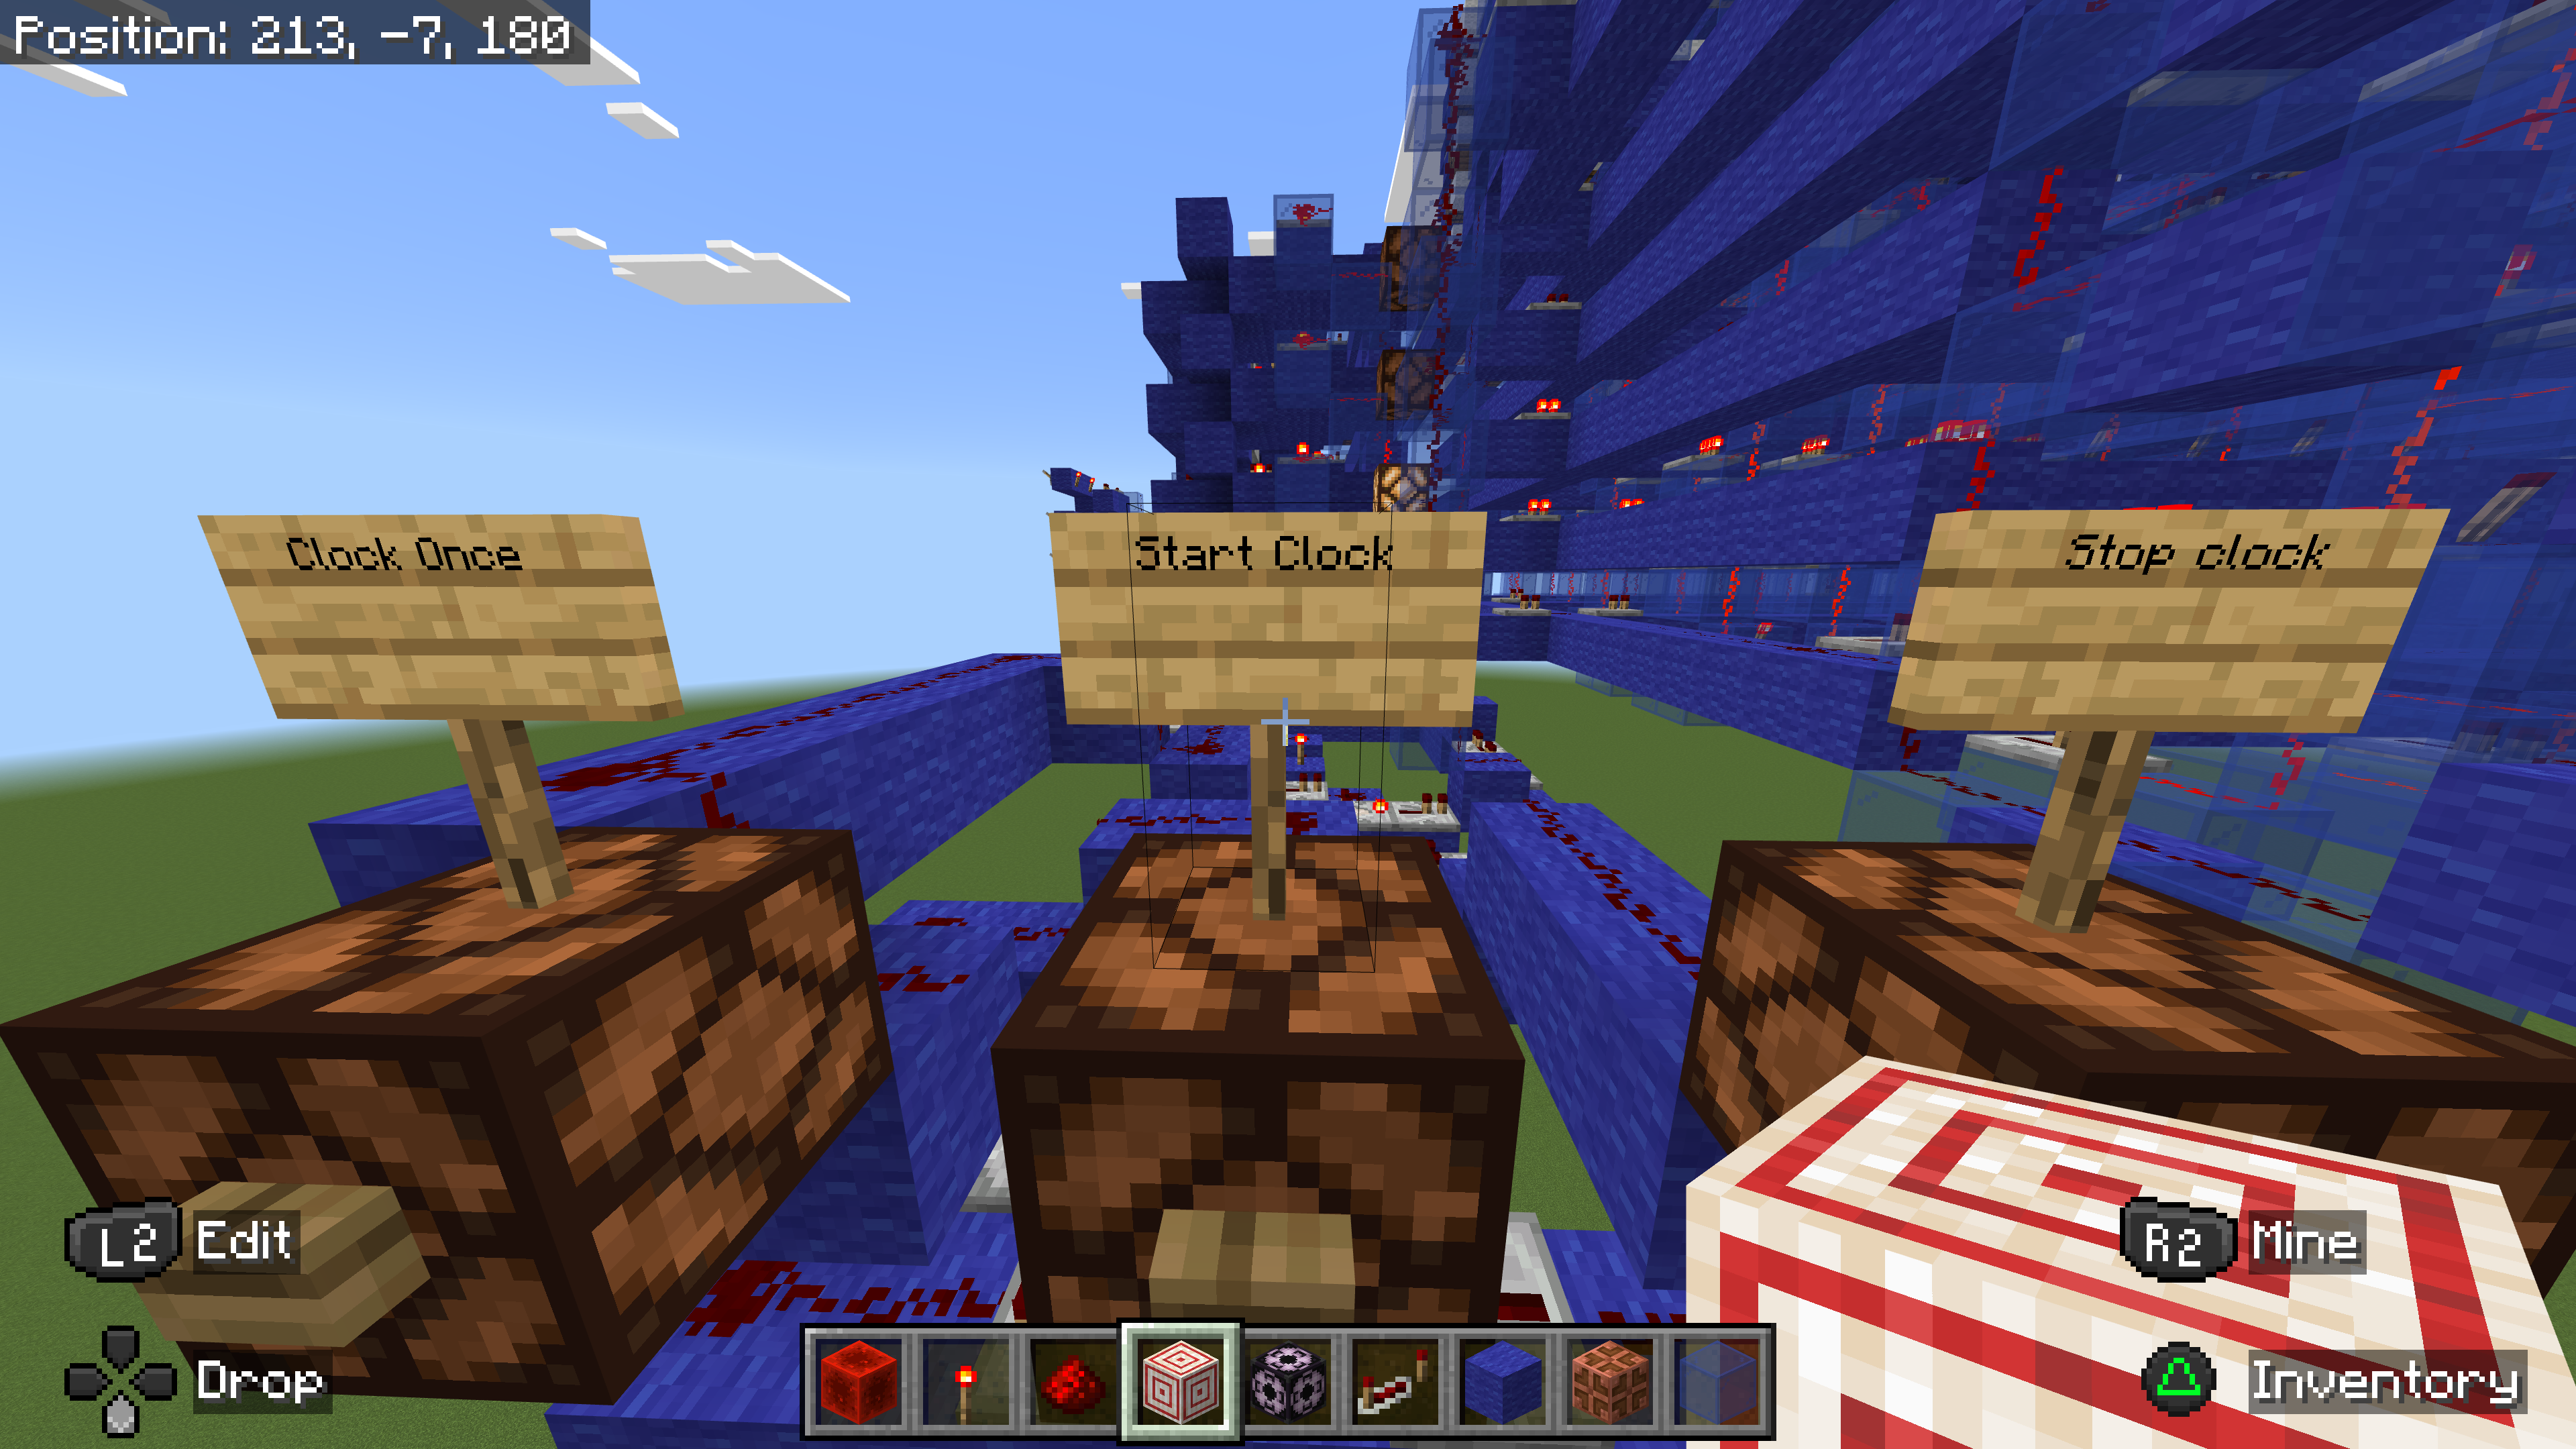 Position: 213, -7, 180
Clock Once
Start Clock
Stop clock
L2 Edit
R2 Mine
Drop
Inventory